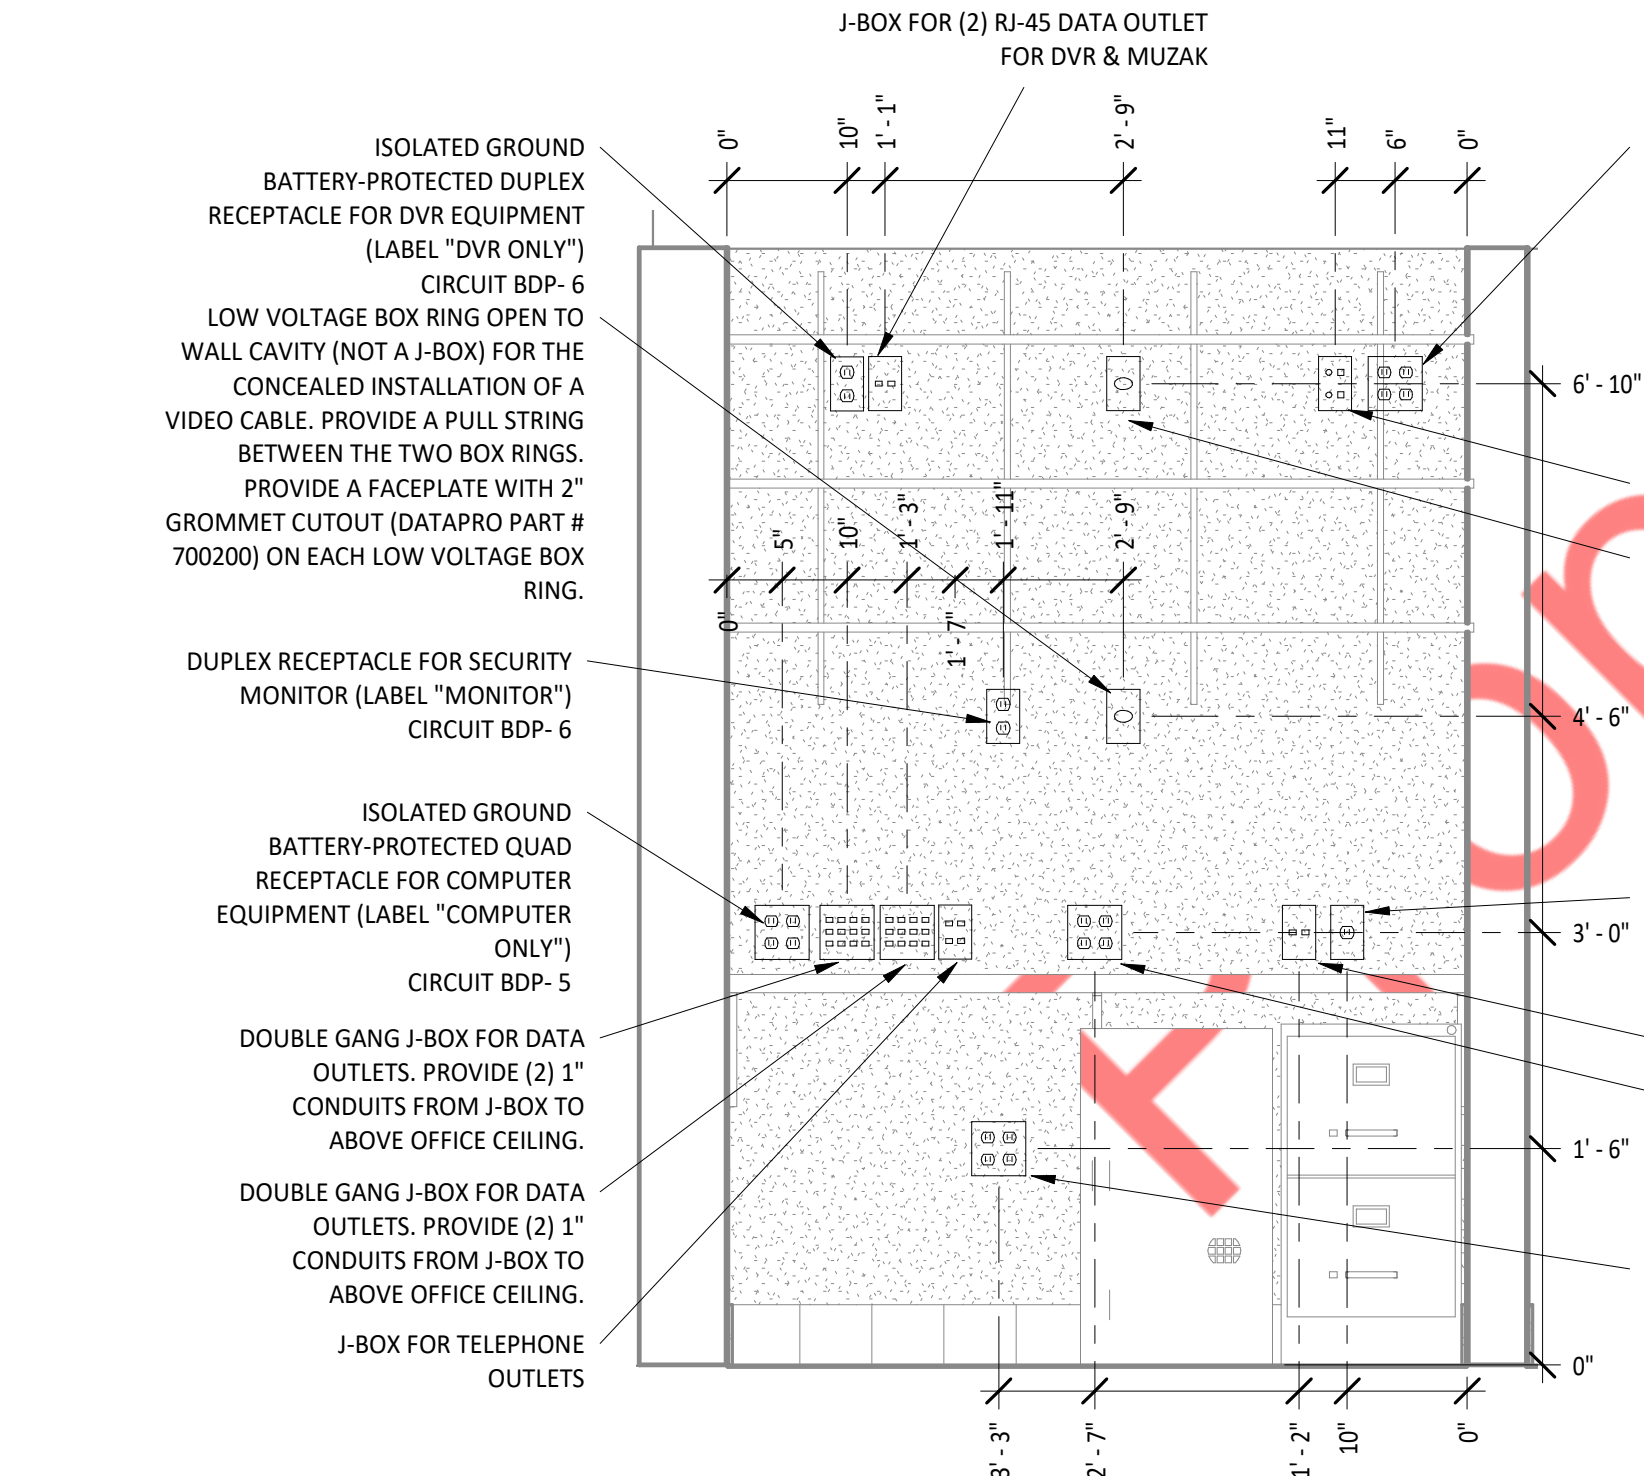 J-BOX FOR (2) RJ-45 DATA OUTLET
FOR DVR & MUZAK
0"
10"
1' - 1"
2' - 9"
11"
6"
0"
ISOLATED GROUND
BATTERY-PROTECTED DUPLEX
RECEPTACLE FOR DVR EQUIPMENT
(LABEL "DVR ONLY")
CIRCUIT BDP- 6
LOW VOLTAGE BOX RING OPEN TO
WALL CAVITY (NOT A J-BOX) FOR THE
CONCEALED INSTALLATION OF A
VIDEO CABLE. PROVIDE A PULL STRING
BETWEEN THE TWO BOX RINGS.
PROVIDE A FACEPLATE WITH 2"
GROMMET CUTOUT (DATAPRO PART #
700200) ON EACH LOW VOLTAGE BOX
RING.
6' - 10"
0"
5"
10"
1' - 3"
1' - 7"
1' - 11"
2' - 9"
DUPLEX RECEPTACLE FOR SECURITY
MONITOR (LABEL "MONITOR")
CIRCUIT BDP- 6
4' - 6"
ISOLATED GROUND
BATTERY-PROTECTED QUAD
RECEPTACLE FOR COMPUTER
EQUIPMENT (LABEL "COMPUTER
ONLY")
CIRCUIT BDP- 5
3' - 0"
DOUBLE GANG J-BOX FOR DATA
OUTLETS. PROVIDE (2) 1"
CONDUITS FROM J-BOX TO
ABOVE OFFICE CEILING.
1' - 6"
DOUBLE GANG J-BOX FOR DATA
OUTLETS. PROVIDE (2) 1"
CONDUITS FROM J-BOX TO
ABOVE OFFICE CEILING.
J-BOX FOR TELEPHONE
OUTLETS
0"
3' - 3"
2' - 7"
1' - 2"
10"
0"